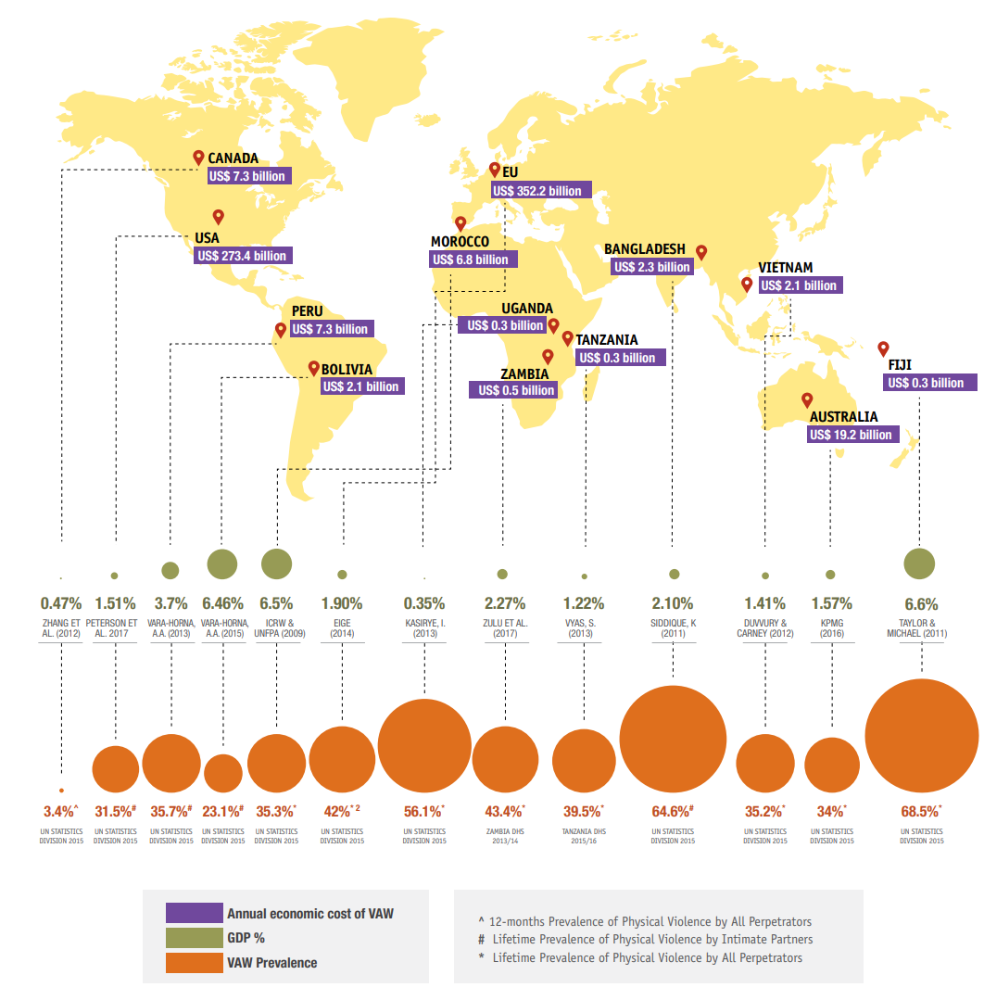 CANADA
US$ 7.3 billion
USA
US$ 273.4 billion
PERU
US$ 7.3 billion
BOLIVIA
US$ 2.1 billion
EU
US$ 352.2 billion
MOROCCO
US$ 6.8 billion
UGANDA
US$ 0.3 billion
TANZANIA
US$ 0.3 billion
ZAMBIA
US$ 0.5 billion
BANGLADESH
US$ 2.3 billion
VIETNAM
US$ 2.1 billion
FIJI
US$ 0.3 billion
AUSTRALIA
US$ 19.2 billion
0.47% 1.51% 3.7% 6.46% 6.5% 1.90% 0.35% 2.27% 1.22% 2.10% 1.41% 1.57% 6.6%
ZHANG ET PETERSON ET VARA-HORNA, VARA-HORNA, ICRW & EIGE KASIRYE, I. ZULU ET AL. VYAS, S. SIDDIQUE, K DUVVURY & KPMG TAYLOR &
AL. (2012) AL. 2017 A.A. (2013) A.A. (2015) UNFPA (2009) (2014) (2013) (2017) (2013) (2011) CARNEY (2012) (2016) MICHAEL (2011)
3.4%^ 31.5%# 35.7%# 23.1%# 35.3%* 42%* 2 56.1%* 43.4%* 39.5%* 64.6%# 35.2%* 34%* 68.5%*
UN STATISTICS UN STATISTICS UN STATISTICS UN STATISTICS UN STATISTICS UN STATISTICS UN STATISTICS ZAMBIA DHS TANZANIA DHS UN STATISTICS UN STATISTICS UN STATISTICS UN STATISTICS
DIVISION 2015 DIVISION 2015 DIVISION 2015 DIVISION 2015 DIVISION 2015 DIVISION 2015 DIVISION 2015 2013/14 2015/16 DIVISION 2015 DIVISION 2015 DIVISION 2015 DIVISION 2015
Annual economic cost of VAW
GDP %
VAW Prevalence
^ 12-months Prevalence of Physical Violence by All Perpetrators
# Lifetime Prevalence of Physical Violence by Intimate Partners
* Lifetime Prevalence of Physical Violence by All Perpetrators